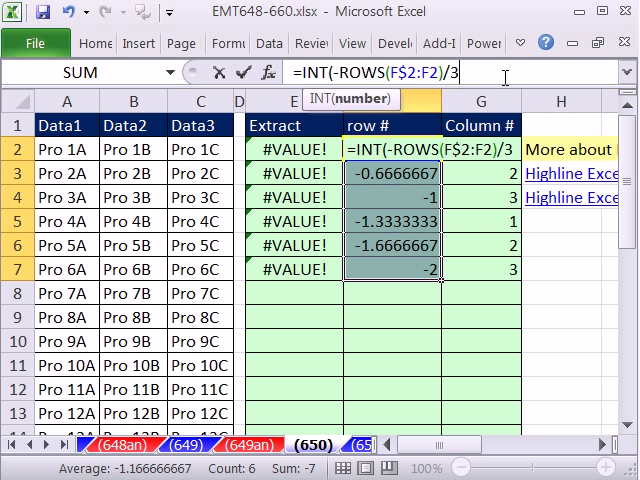 EMT648-660.xlsx - Microsoft Excel
File Home Insert Page Form Data Revie View Deve Add-I Power
SUM =INT(-ROWS(F$2:F2)/3
INT(number)
A B C D E G H
1 Data1 Data2 Data3 Extract row # Column #
2 Pro 1A Pro 1B Pro 1C #VALUE! =INT(-ROWS(F$2:F2)/3 More about
3 Pro 2A Pro 2B Pro 2C #VALUE! -0.6666667 2 Highline Exce
4 Pro 3A Pro 3B Pro 3C #VALUE! -1 3 Highline Exce
5 Pro 4A Pro 4B Pro 4C #VALUE! -1.3333333 1
6 Pro 5A Pro 5B Pro 5C #VALUE! -1.6666667 2
7 Pro 6A Pro 6B Pro 6C #VALUE! -2 3
8 Pro 7A Pro 7B Pro 7C
9 Pro 8A Pro 8B Pro 8C
10 Pro 9A Pro 9B Pro 9C
11 Pro 10A Pro 10B Pro 10C
12 Pro 11A Pro 11B Pro 11C
13 Pro 12A Pro 12B Pro 12C
(648an) (649) (649an) (650) (65
Average: -1.166666667 Count: 6 Sum: -7 100%